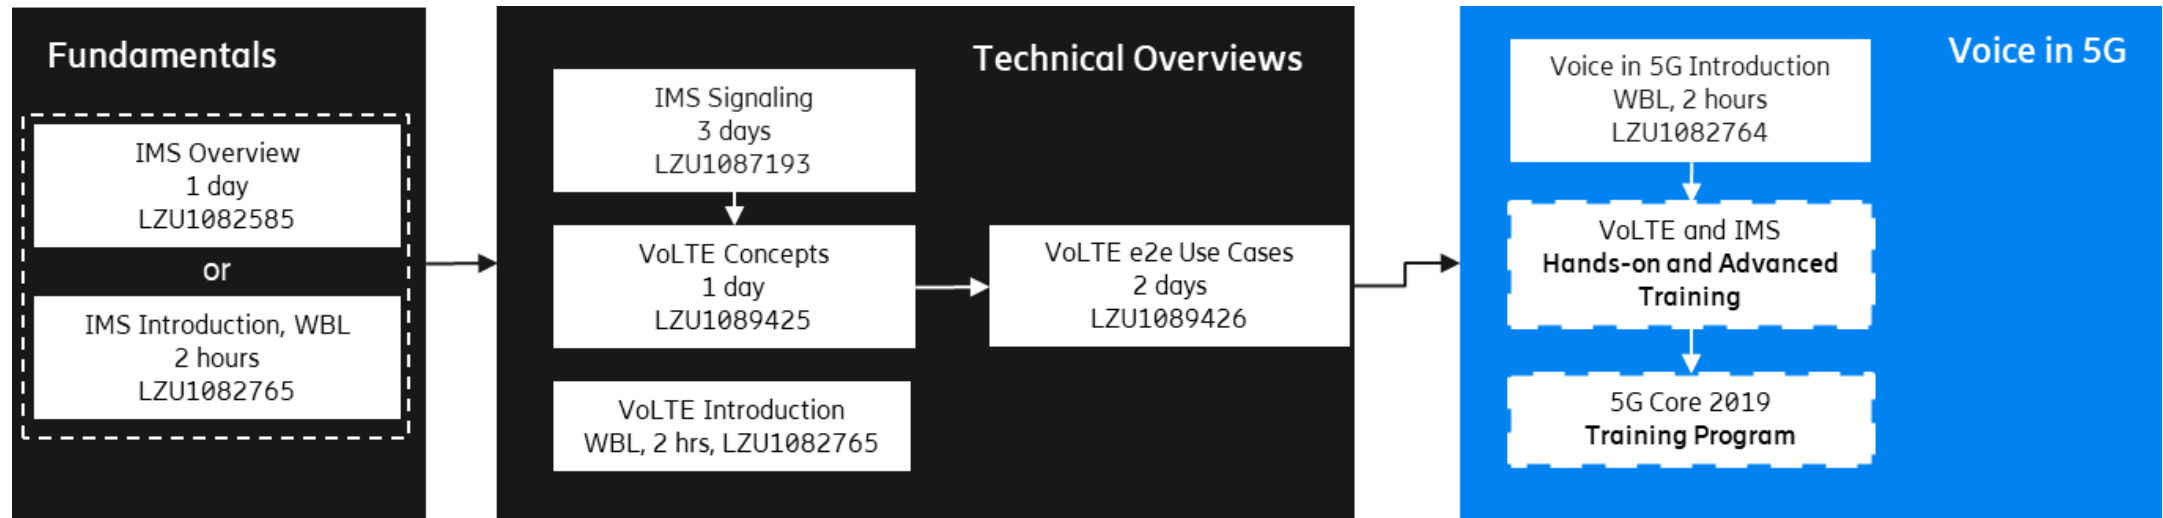 Fundamentals
IMS Overview
1 day
LZU1082585
or
IMS Introduction, WBL
2 hours
LZU1082765
Technical Overviews
IMS Signaling
3 days
LZU1087193
VoLTE Concepts
1 day
LZU1089425
VoLTE e2e Use Cases
2 days
LZU1089426
VoLTE Introduction
WBL, 2 hrs, LZU1082765
Voice in 5G
Voice in 5G Introduction
WBL, 2 hours
LZU1082764
VoLTE and IMS
Hands-on and Advanced
Training
5G Core 2019
Training Program